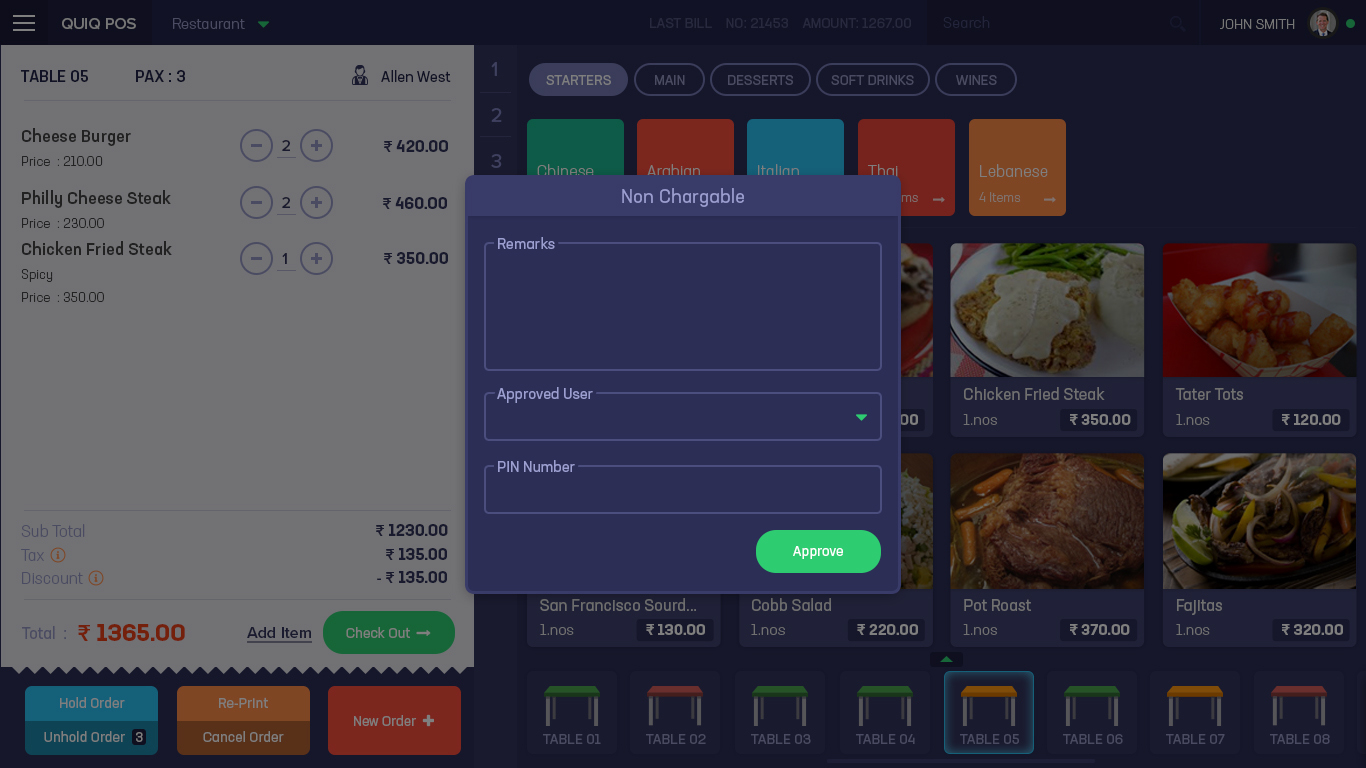 QUIQ POS
Restaurant
LAST BILL NO: 21453 AMOUNT: 1267.00
Search
JOHN SMITH
TABLE 05 PAX : 3 Allen West
Cheese Burger
Price : 210.00
2
₹ 420.00
Philly Cheese Steak
Price : 230.00
2
₹ 460.00
Chicken Fried Steak
Spicy
Price : 350.00
1
₹ 350.00
Sub Total ₹ 1230.00
Tax ₹ 135.00
Discount - ₹ 135.00
Total : ₹ 1365.00
Add Item
Check Out
Hold Order
Unhold Order 3
Re-Print
Cancel Order
New Order
1
2
3
STARTERS MAIN DESSERTS SOFT DRINKS WINES
Chinese Arabian Italian Thai Lebanese
ms 4 Items
Non Chargable
Remarks
Approved User
PIN Number
Approve
00
Chicken Fried Steak
1.nos ₹ 350.00
Tater Tots
1.nos ₹ 120.00
San Francisco Sourd...
1.nos ₹ 130.00
Cobb Salad
1.nos ₹ 220.00
Pot Roast
1.nos ₹ 370.00
Fajitas
1.nos ₹ 320.00
TABLE 01 TABLE 02 TABLE 03 TABLE 04 TABLE 05 TABLE 06 TABLE 07 TABLE 08